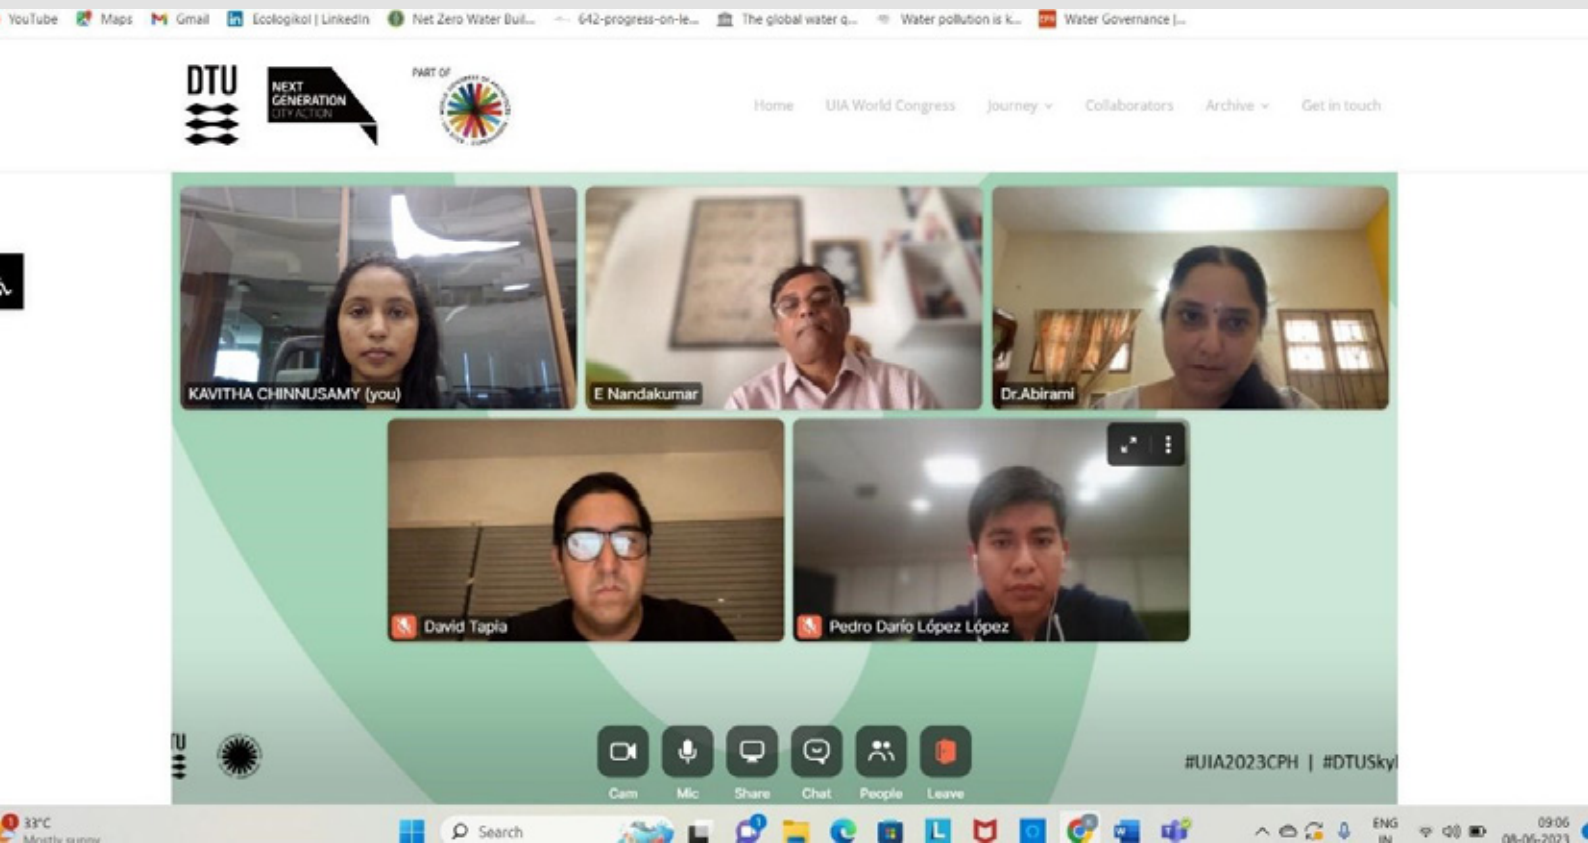 YouTube Maps Gmail Ecologikol | LinkedIn Net Zero Water Buil... 642-progress-on-le... The global water q... Water pollution is k... Water Governance |...
DTU
NEXT
GENERATION
CITY ACTION
PART OF
Home UIA World Congress Journey Collaborators Archive Get in touch
KAVITHA CHINNUSAMY (you)
E Nandakumar
Dr.Abirami
David Tapia
Pedro Darío López López
#UIA2023CPH | #DTUSkyl
Cam Mic Share Chat People Leave
1
33°C
Mostly sunny
Search
1
ENG
IN
09:06
08-06-2023